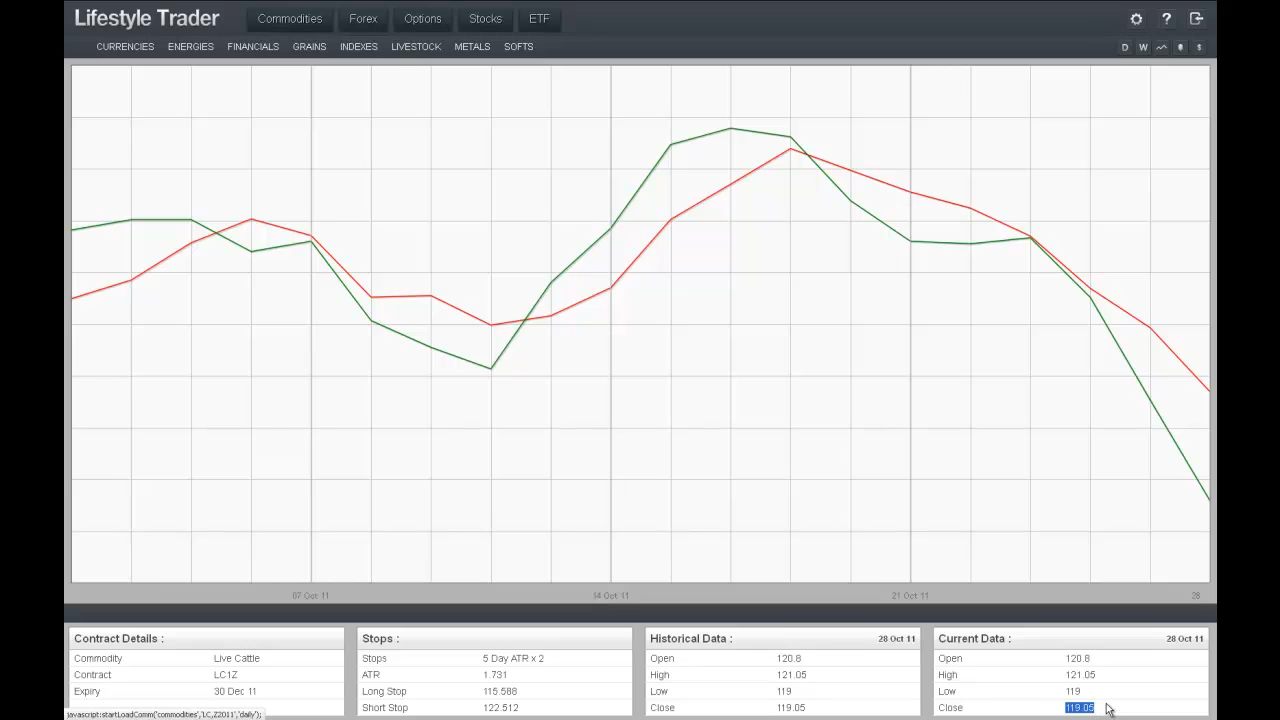 Lifestyle Trader Commodities Forex Options Stocks ETF ?
CURRENCIES ENERGIES FINANCIALS GRAINS INDEXES LIVESTOCK METALS SOFTS D W $
07 Oct 11 14 Oct 11 21 Oct 11 28
Contract Details :
Commodity Live Cattle
Contract LC1Z
Expiry 30 Dec 11
Stops :
Stops 5 Day ATR x 2
ATR 1.731
Long Stop 115.588
Short Stop 122.512
Historical Data : 28 Oct 11
Open 120.8
High 121.05
Low 119
Close 119.05
Current Data : 28 Oct 11
Open 120.8
High 121.05
Low 119
Close 119.05
javascript:startLoadComm('commodities','LC,Z2011','daily');